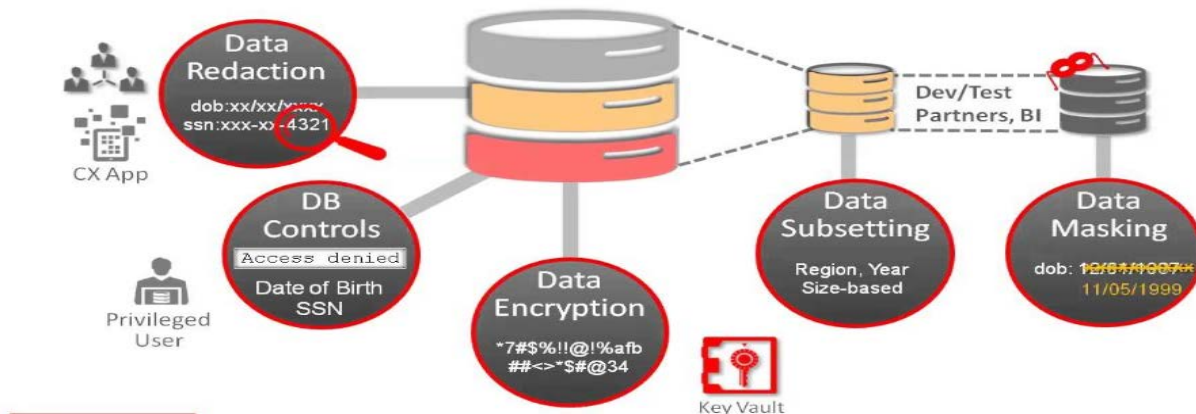 Data
Redaction
dob:xx/xx/xxxx
ssn:xxx-xx-4321
CX App
DB
Controls
Access denied
Date of Birth
SSN
Privileged
User
Data
Encryption
*7#$%!!@!%afb
##<>*$#@34
Key Vault
Dev/Test
Partners, BI
Data
Subsetting
Region, Year
Size-based
Data
Masking
dob:
11/05/1999